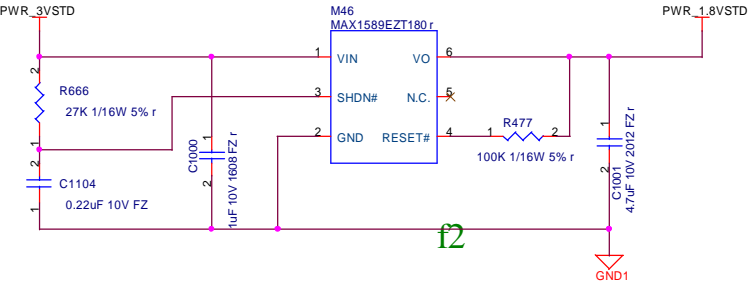 PWR_3VSTD
M46
MAX1589EZT180 r
PWR_1.8VSTD
1
VIN
VO
6
2
R666
27K 1/16W 5% r
1
3
SHDN#
N.C.
5
R477
2
GND
RESET#
4
1
2
100K 1/16W 5% r
C1000
1uF 10V 1608 FZ r
1
2
C1001
4.7uF 10V 2012 FZ r
1
2
2
C1104
0.22uF 10V FZ
1
f2
GND1